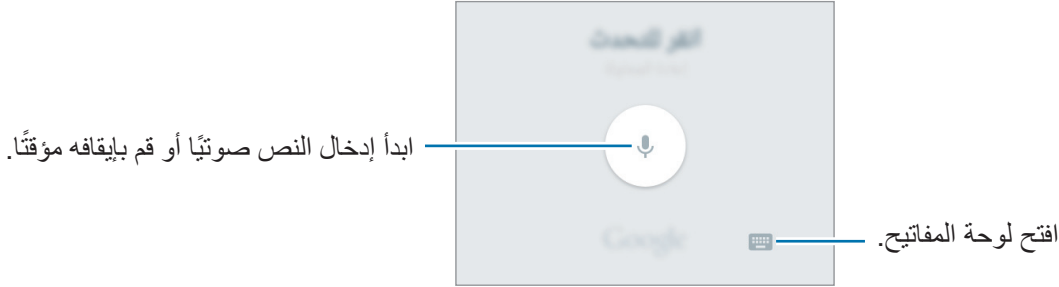 انقر للتحدث
ابدأ إدخال النص صوتيًا أو قم بإيقافه مؤقتًا.
Google
افتح لوحة المفاتيح.